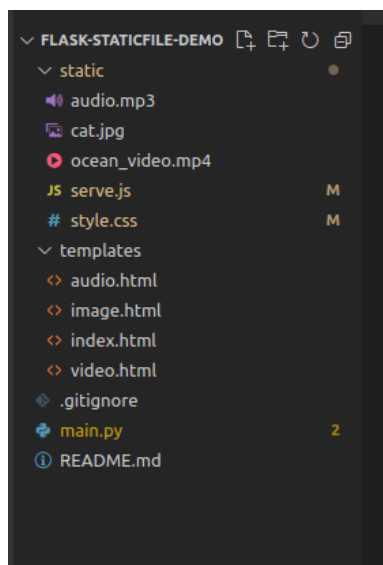 FLASK-STATICFILE-DEMO
static
audio.mp3
cat.jpg
ocean_video.mp4
JS serve.js M
# style.css M
templates
<> audio.html
<> image.html
<> index.html
<> video.html
.gitignore
main.py 2
README.md